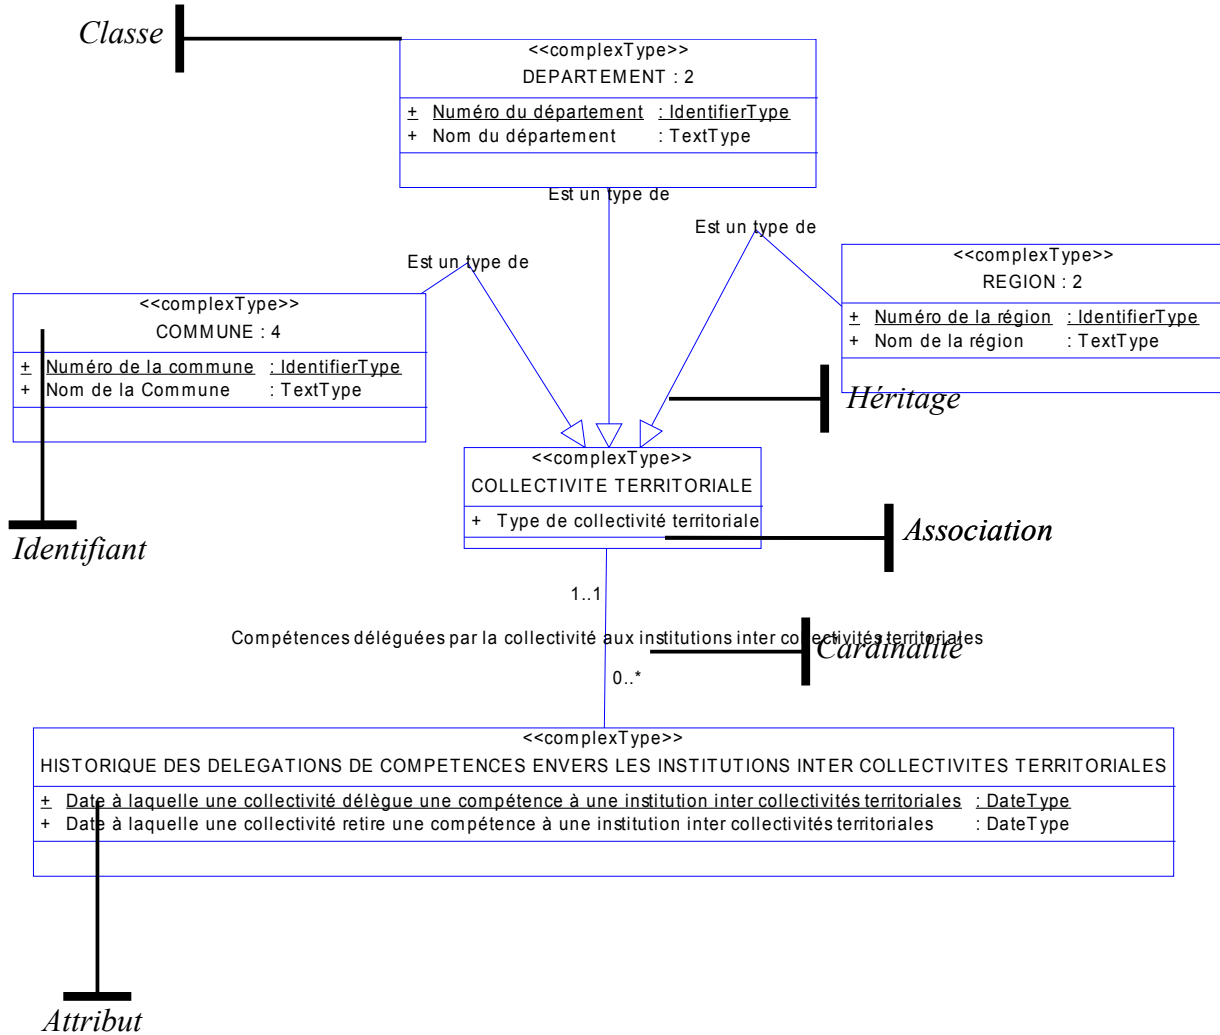 Classe
<<complexType>>
DEPARTEMENT : 2
+ Numéro du département : IdentifierType
+ Nom du département : TextType
Est un type de
Est un type de
Est un type de
<<complexType>>
REGION : 2
+ Numéro de la région : IdentifierType
+ Nom de la région : TextType
<<complexType>>
COMMUNE : 4
+ Numéro de la commune : IdentifierType
+ Nom de la Commune : TextType
Héritage
<<complexType>>
COLLECTIVITE TERRITORIALE
+ Type de collectivité territoriale
Identifiant
Association
1..1
Compétences déléguées par la collectivité aux institutions inter collectivités territoriales
Cardinalité
0..*
<<complexType>>
HISTORIQUE DES DELEGATIONS DE COMPETENCES ENVERS LES INSTITUTIONS INTER COLLECTIVITES TERRITORIALES
+ Date à laquelle une collectivité délègue une compétence à une institution inter collectivités territoriales : DateType
+ Date à laquelle une collectivité retire une compétence à une institution inter collectivités territoriales : DateType
Attribut